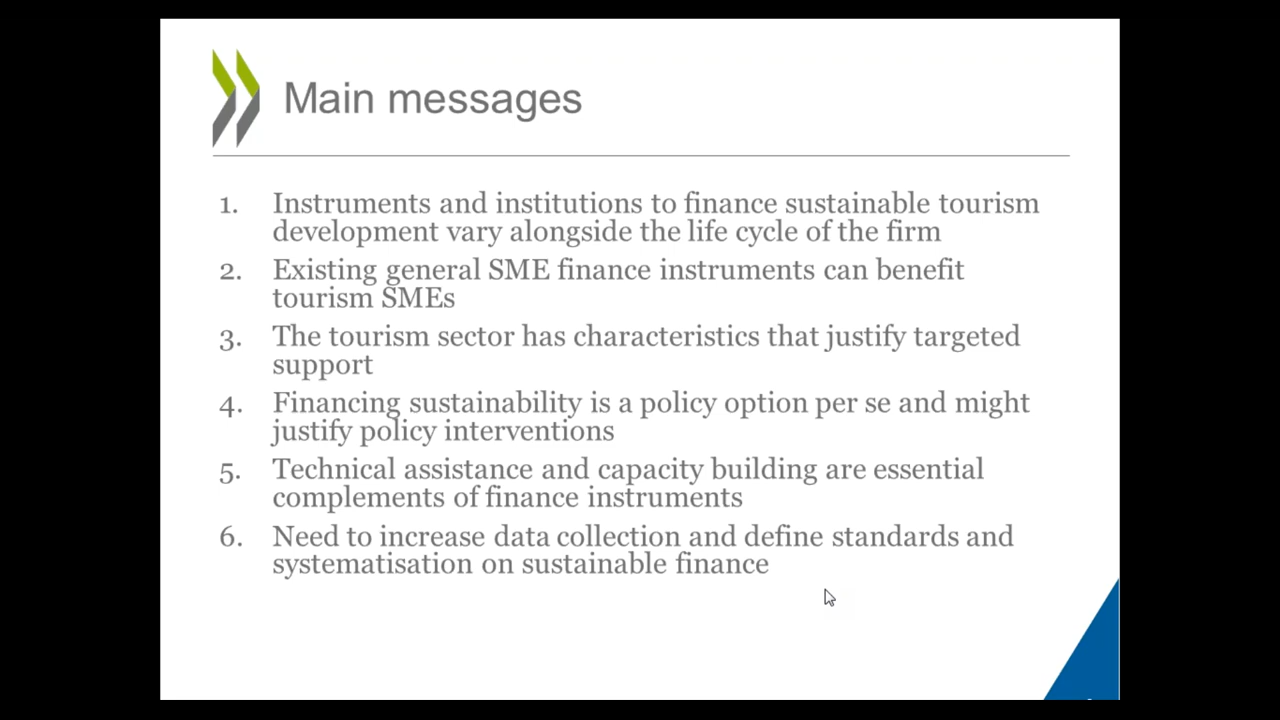 Main messages
1. Instruments and institutions to finance sustainable tourism
development vary alongside the life cycle of the firm
2. Existing general SME finance instruments can benefit
tourism SMEs
3. The tourism sector has characteristics that justify targeted
support
4. Financing sustainability is a policy option per se and might
justify policy interventions
5. Technical assistance and capacity building are essential
complements of finance instruments
6. Need to increase data collection and define standards and
systematisation on sustainable finance